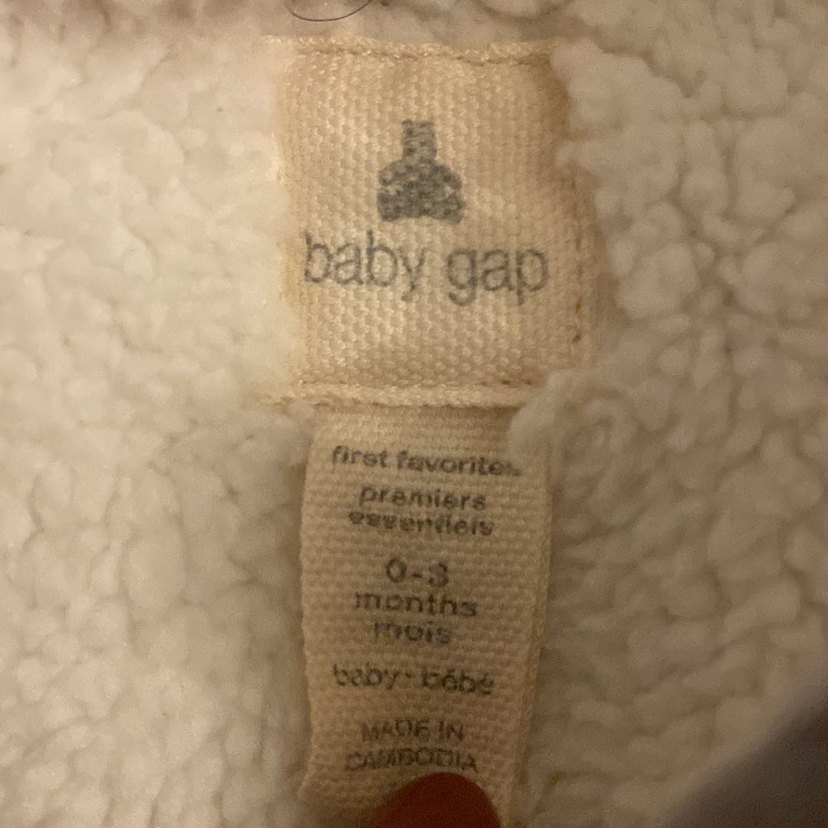 baby gap
first favorites
premiers
essentiels
0-3
months
mois
baby · bébé
MADE IN
CAMBODIA